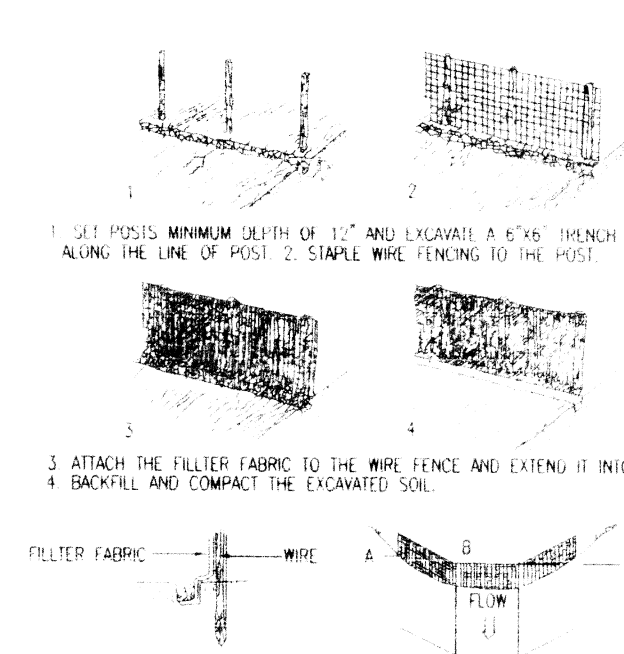 1
2
1. SET POSTS MINIMUM DEPTH OF 12" AND EXCAVATE A 6"X6" TRENCH
ALONG THE LINE OF POST. 2. STAPLE WIRE FENCING TO THE POST.
3
4
3. ATTACH THE FILLTER FABRIC TO THE WIRE FENCE AND EXTEND IT INTO
4. BACKFILL AND COMPACT THE EXCAVATED SOIL.
FILLTER FABRIC
WIRE
A
B
FLOW